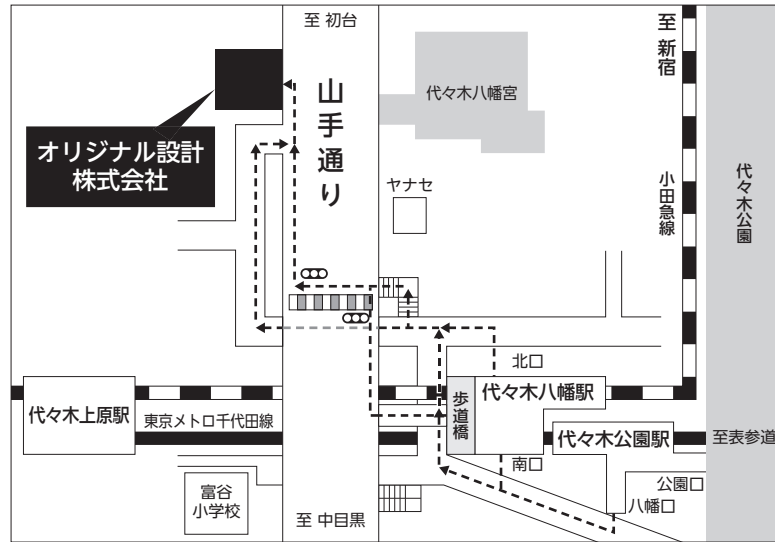 至 初台
山手通り
オリジナル設計
株式会社
代々木八幡宮
至 新宿
小田急線
代々木公園
ヤナセ
北口
代々木上原駅
東京メトロ千代田線
歩道橋
代々木八幡駅
代々木公園駅
至表参道
南口
公園口
八幡口
富谷
小学校
至 中目黒